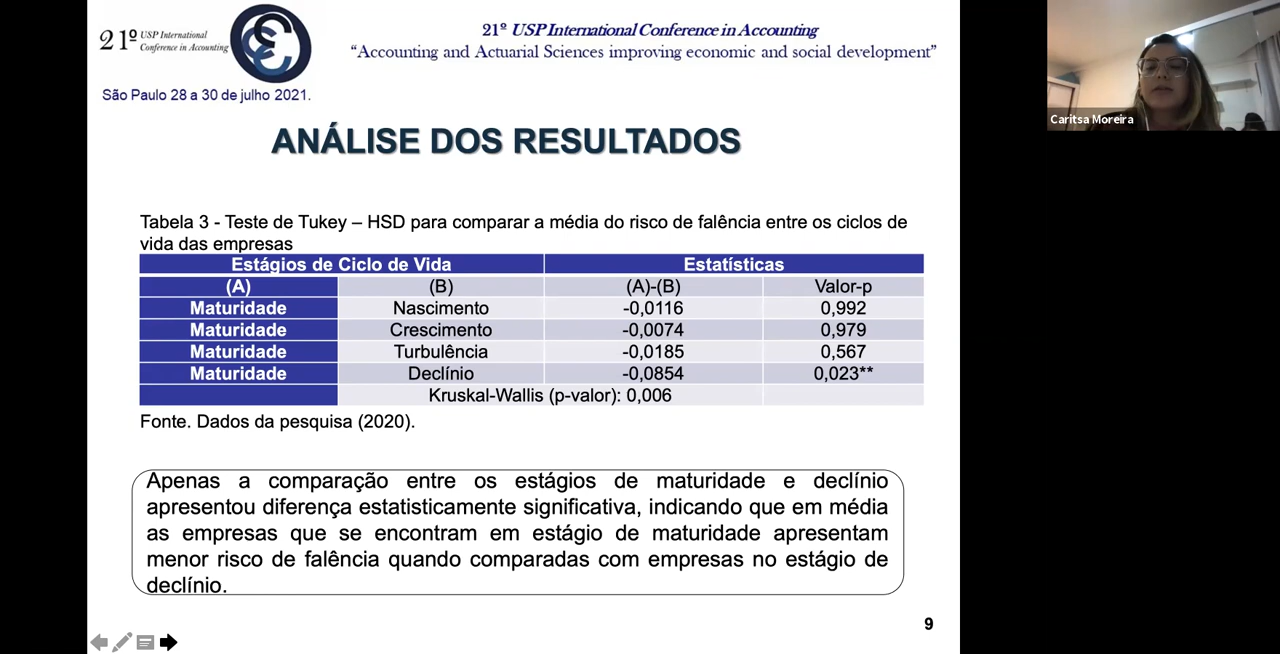 21º USP International
Conference in Accounting
21º USP International Conference in Accounting
“Accounting and Actuarial Sciences improving economic and social development”
São Paulo 28 a 30 de julho 2021.
Caritsa Moreira
ANÁLISE DOS RESULTADOS
Tabela 3 - Teste de Tukey – HSD para comparar a média do risco de falência entre os ciclos de
vida das empresas
Estágios de Ciclo de Vida Estatísticas
(A) (B) (A)-(B) Valor-p
Maturidade Nascimento -0,0116 0,992
Maturidade Crescimento -0,0074 0,979
Maturidade Turbulência -0,0185 0,567
Maturidade Declínio -0,0854 0,023**
Kruskal-Wallis (p-valor): 0,006
Fonte. Dados da pesquisa (2020).
Apenas a comparação entre os estágios de maturidade e declínio
apresentou diferença estatisticamente significativa, indicando que em média
as empresas que se encontram em estágio de maturidade apresentam
menor risco de falência quando comparadas com empresas no estágio de
declínio.
9